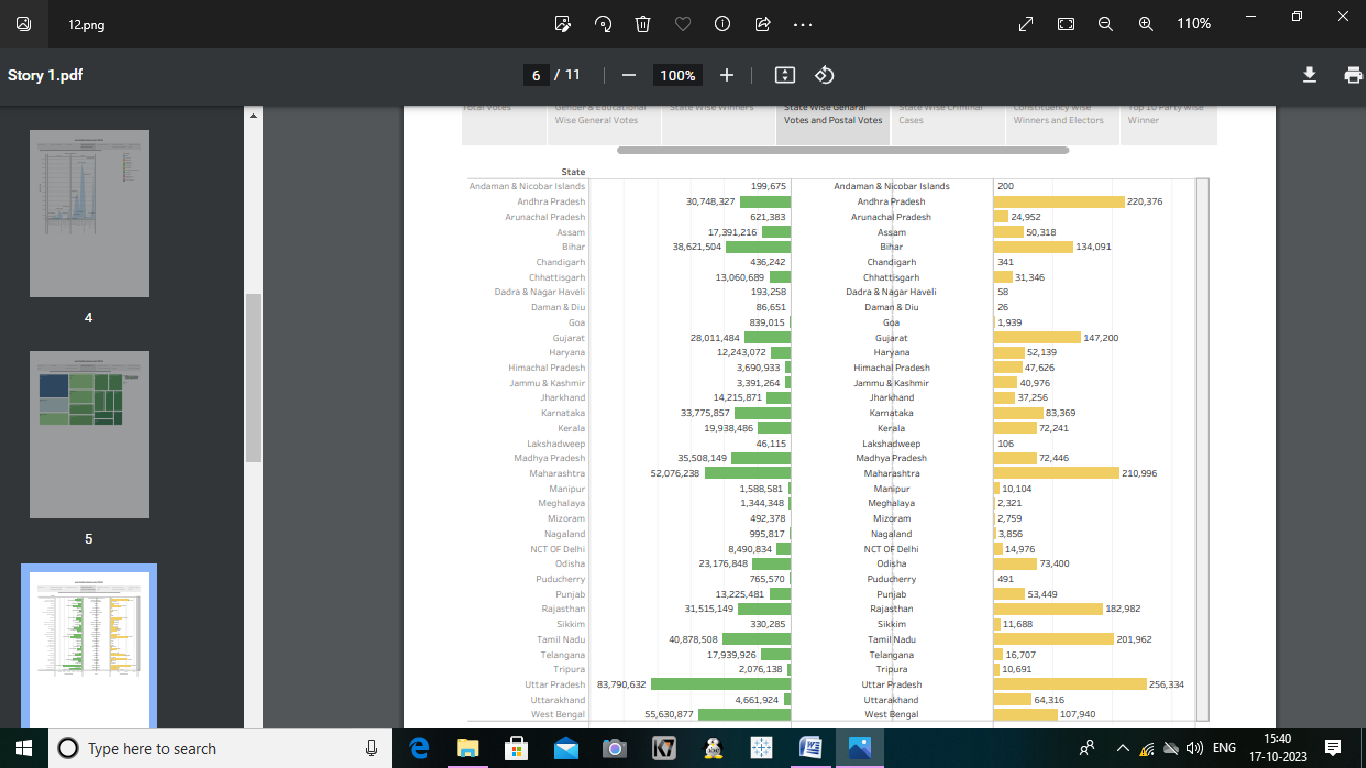 12.png
110%
Story 1.pdf
6 / 11
100%
4
5
Total Votes
Gender & Educational Wise General Votes
State Wise Winners
State Wise General Votes and Postal Votes
State Wise Criminal Cases
Constituency Wise Winners and Electors
Top 10 Party Wise Winner
State
Andaman & Nicobar Islands 199,675 Andaman & Nicobar Islands 200
Andhra Pradesh 30,748,327 Andhra Pradesh 220,376
Arunachal Pradesh 621,383 Arunachal Pradesh 24,952
Assam 17,391,216 Assam 50,318
Bihar 38,621,504 Bihar 134,091
Chandigarh 436,242 Chandigarh 341
Chhattisgarh 13,060,689 Chhattisgarh 31,346
Dadra & Nagar Haveli 193,258 Dadra & Nagar Haveli 58
Daman & Diu 86,651 Daman & Diu 26
Goa 839,015 Goa 1,939
Gujarat 28,011,484 Gujarat 147,200
Haryana 12,243,072 Haryana 52,139
Himachal Pradesh 3,690,933 Himachal Pradesh 47,626
Jammu & Kashmir 3,391,264 Jammu & Kashmir 40,976
Jharkhand 14,215,871 Jharkhand 37,256
Karnataka 33,775,857 Karnataka 83,369
Kerala 19,938,486 Kerala 72,241
Lakshadweep 46,115 Lakshadweep 106
Madhya Pradesh 35,508,149 Madhya Pradesh 72,446
Maharashtra 52,076,238 Maharashtra 210,996
Manipur 1,588,581 Manipur 10,104
Meghalaya 1,344,348 Meghalaya 2,321
Mizoram 492,378 Mizoram 2,759
Nagaland 995,817 Nagaland 3,856
NCT OF Delhi 8,490,834 NCT OF Delhi 14,976
Odisha 23,176,848 Odisha 73,400
Puducherry 765,570 Puducherry 491
Punjab 13,225,481 Punjab 53,449
Rajasthan 31,515,149 Rajasthan 182,982
Sikkim 330,285 Sikkim 11,688
Tamil Nadu 40,878,508 Tamil Nadu 201,962
Telangana 17,939,926 Telangana 16,707
Tripura 2,076,138 Tripura 10,691
Uttar Pradesh 83,790,632 Uttar Pradesh 256,334
Uttarakhand 4,661,924 Uttarakhand 64,316
West Bengal 55,630,877 West Bengal 107,940
Type here to search
ENG
15:40
17-10-2023